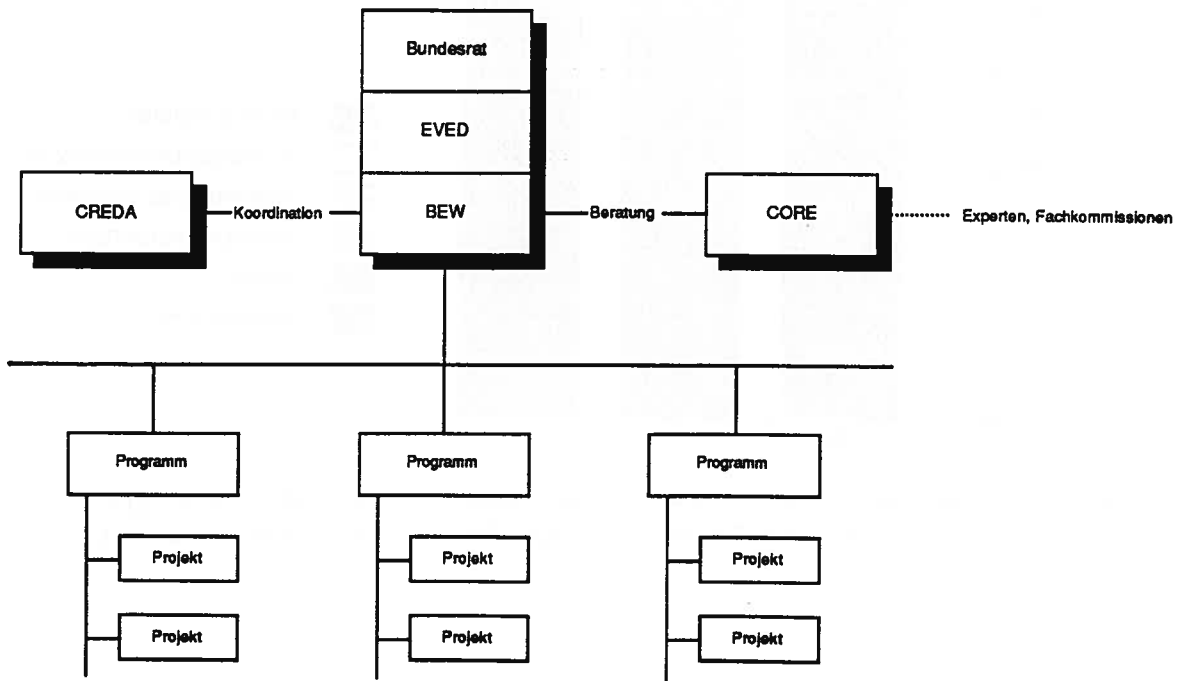 Bundesrat
EVED
CREDA
Koordination
BEW
Beratung
CORE
Experten, Fachkommissionen
Programm
Programm
Programm
Projekt
Projekt
Projekt
Projekt
Projekt
Projekt